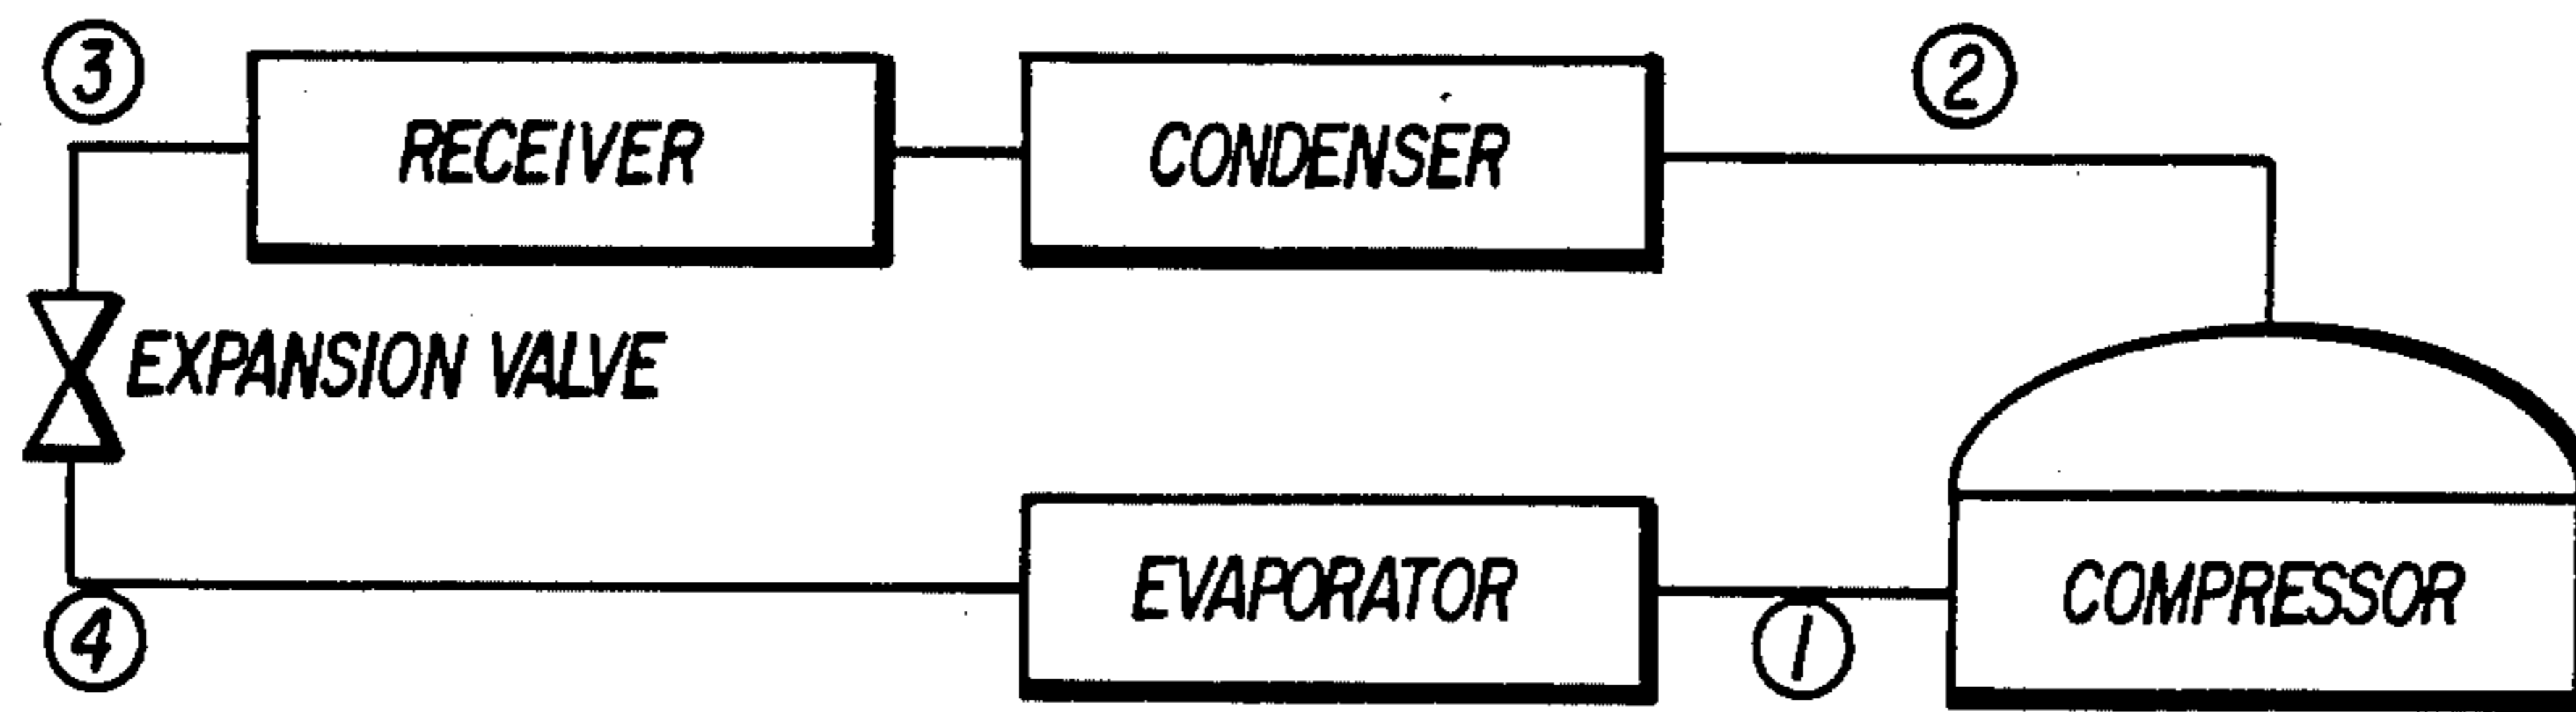 3
RECEIVER
CONDENSER
2
EXPANSION VALVE
4
EVAPORATOR
1
COMPRESSOR